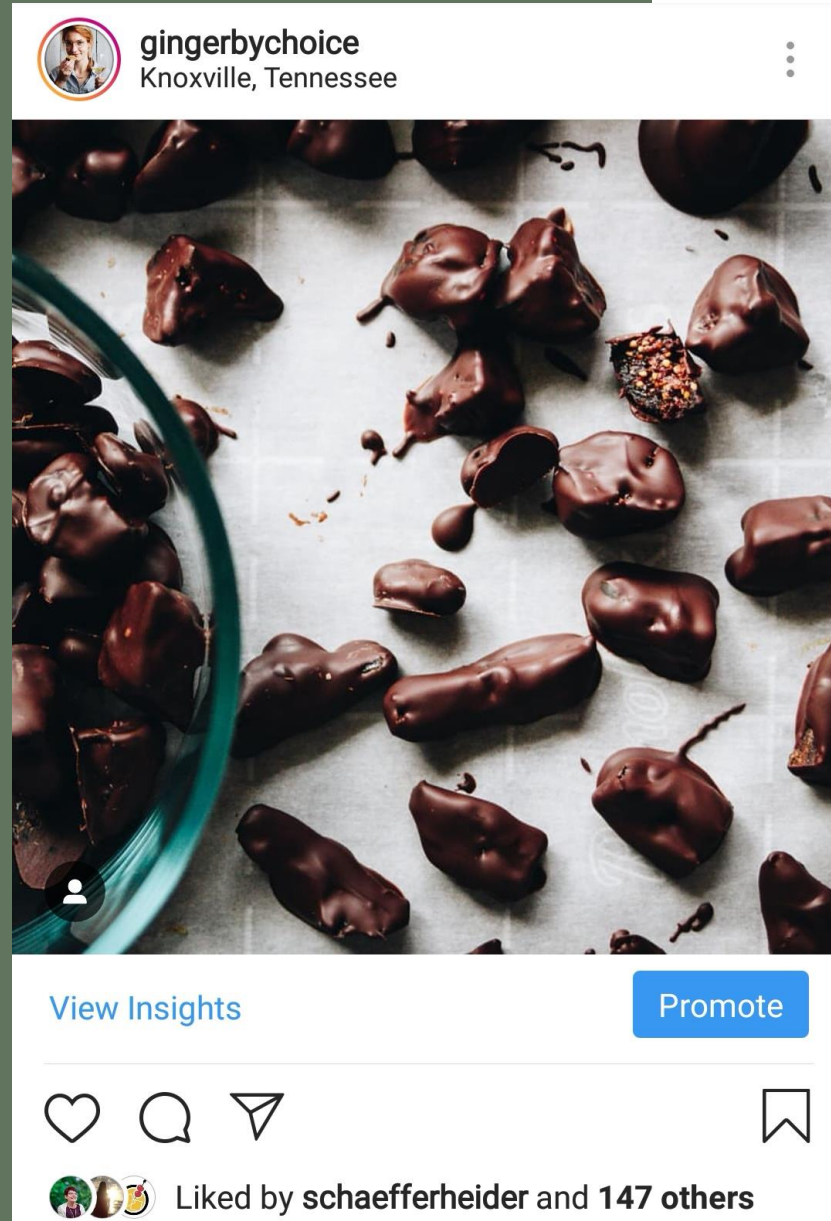 gingerbychoice
Knoxville, Tennessee
View Insights
Promote
Liked by schaefferheider and 147 others